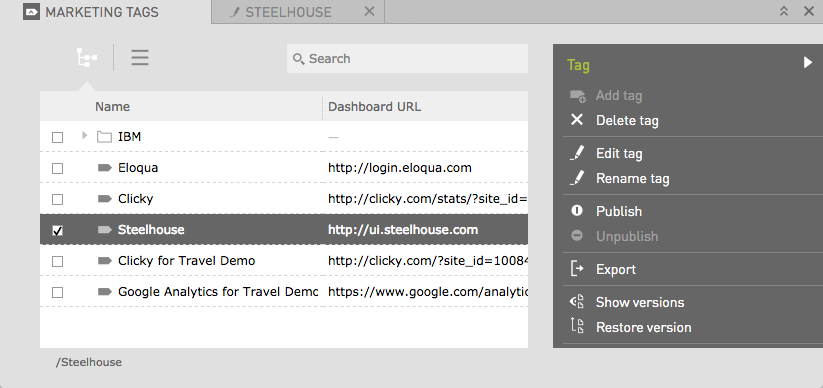 MARKETING TAGS
STEELHOUSE
Search
Name Dashboard URL
IBM —
Eloqua http://login.eloqua.com
Clicky http://clicky.com/stats/?site_id=
Steelhouse http://ui.steelhouse.com
Clicky for Travel Demo http://clicky.com/?site_id=10084
Google Analytics for Travel Demo https://www.google.com/analytic
/Steelhouse
Tag
Add tag
Delete tag
Edit tag
Rename tag
Publish
Unpublish
Export
Show versions
Restore version